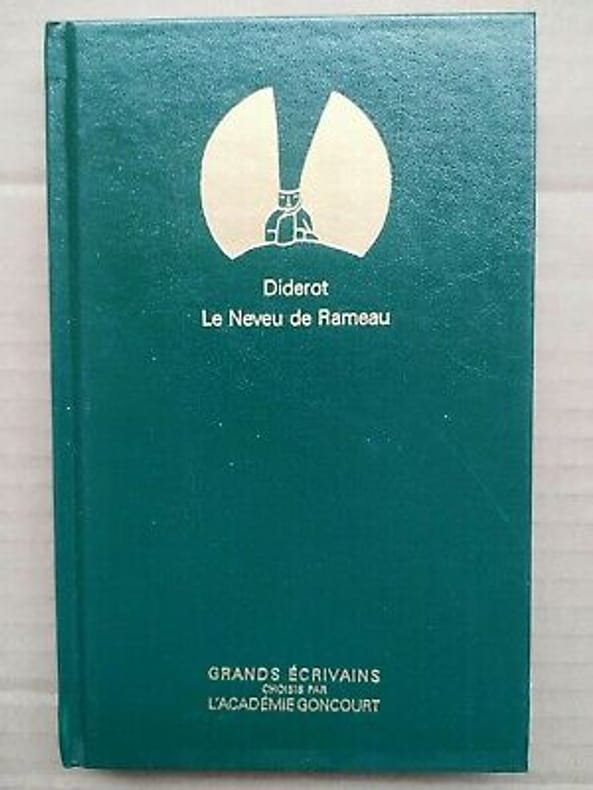 Diderot
Le Neveu de Rameau
GRANDS ÉCRIVAINS
CHOISIS PAR
L'ACADÉMIE GONCOURT